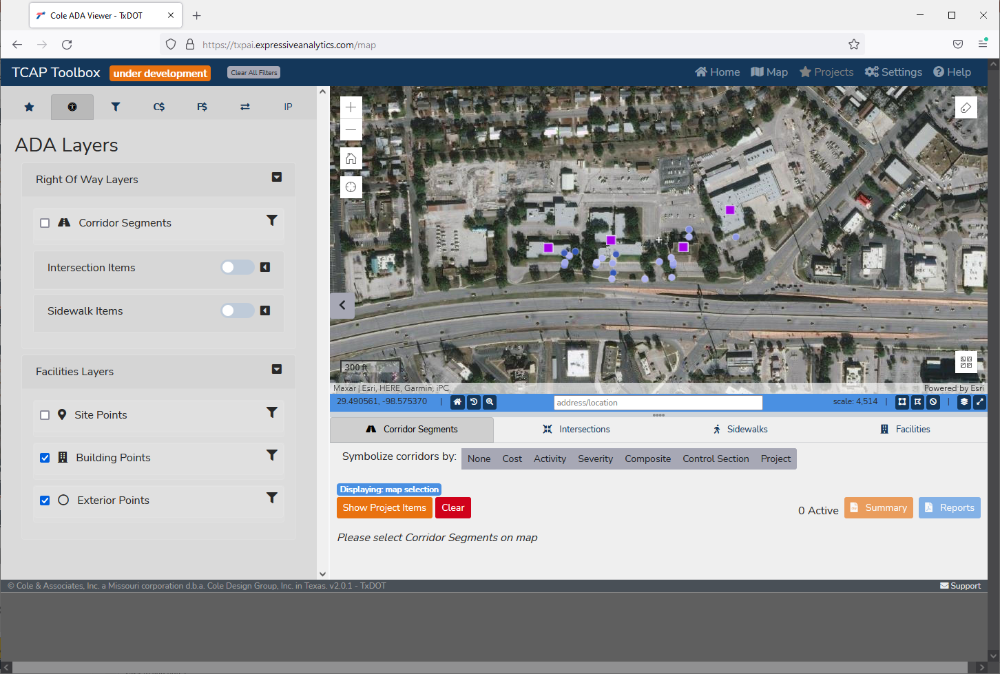 Cole ADA Viewer - TxDOT
https://txpai.expressiveanalytics.com/map
TCAP Toolbox under development Clear All Filters Home Map Projects Settings Help
C$ F$ IP
ADA Layers
Right Of Way Layers
Corridor Segments
Intersection Items
Sidewalk Items
Facilities Layers
Site Points
Building Points
Exterior Points
300 ft
Maxar | Esri, HERE, Garmin, iPC Powered by Esri
29.490561, -98.575370 | address/location scale: 4,514 | |
Corridor Segments Intersections Sidewalks Facilities
Symbolize corridors by: None Cost Activity Severity Composite Control Section Project
Displaying: map selection
Show Project Items Clear 0 Active Summary Reports
Please select Corridor Segments on map
© Cole & Associates, Inc. a Missouri corporation d.b.a. Cole Design Group, Inc. in Texas. v2.0.1 - TxDOT Support